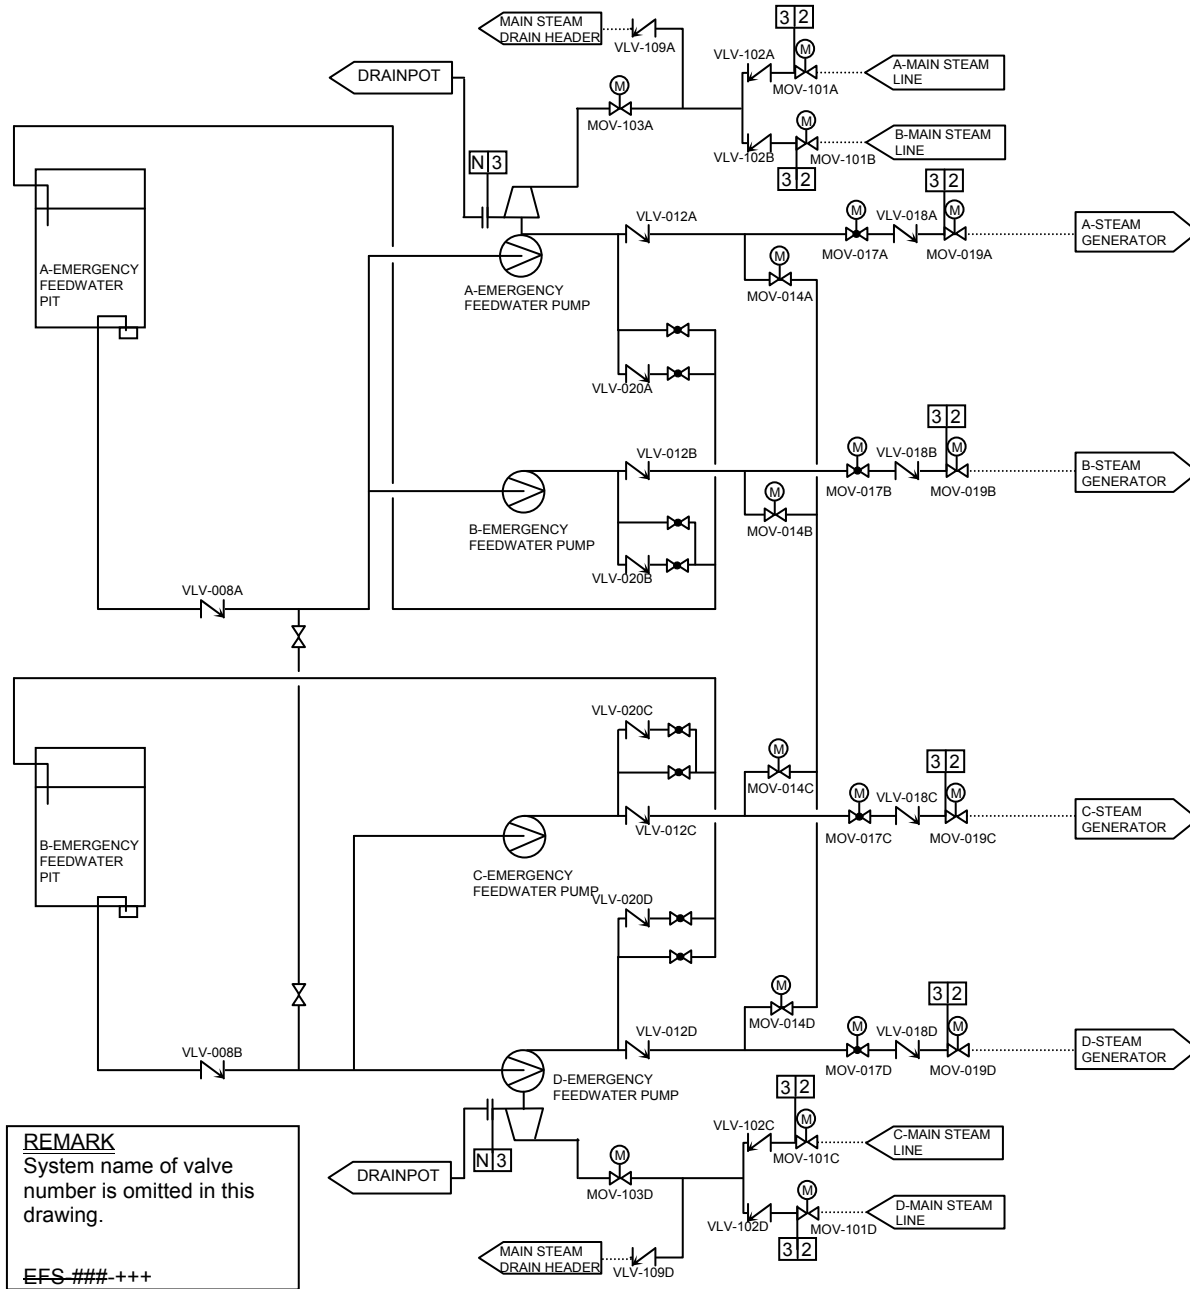 MAIN STEAM
DRAIN HEADER
VLV-109A
3 2
VLV-102A
M
MOV-101A
A-MAIN STEAM
LINE
DRAINPOT
M
MOV-103A
M
VLV-102B
MOV-101B
B-MAIN STEAM
LINE
3 2
N 3
3 2
A-EMERGENCY
FEEDWATER
PIT
A-EMERGENCY
FEEDWATER PUMP
VLV-012A
M
MOV-014A
M
MOV-017A
VLV-018A
M
MOV-019A
A-STEAM
GENERATOR
VLV-020A
3 2
VLV-012B
M
MOV-017B
VLV-018B
M
MOV-019B
B-STEAM
GENERATOR
B-EMERGENCY
FEEDWATER PUMP
M
MOV-014B
VLV-020B
VLV-008A
VLV-020C
B-EMERGENCY
FEEDWATER
PIT
M
MOV-014C
3 2
VLV-012C
M
MOV-017C
VLV-018C
M
MOV-019C
C-STEAM
GENERATOR
C-EMERGENCY
FEEDWATER PUMP
VLV-020D
M
MOV-014D
3 2
VLV-008B
VLV-012D
M
MOV-017D
VLV-018D
M
MOV-019D
D-STEAM
GENERATOR
D-EMERGENCY
FEEDWATER PUMP
3 2
VLV-102C
M
MOV-101C
C-MAIN STEAM
LINE
N 3
DRAINPOT
M
MOV-103D
M
VLV-102D
MOV-101D
D-MAIN STEAM
LINE
3 2
MAIN STEAM
DRAIN HEADER
VLV-109D
REMARK
System name of valve
number is omitted in this
drawing.
EFS-###-+++